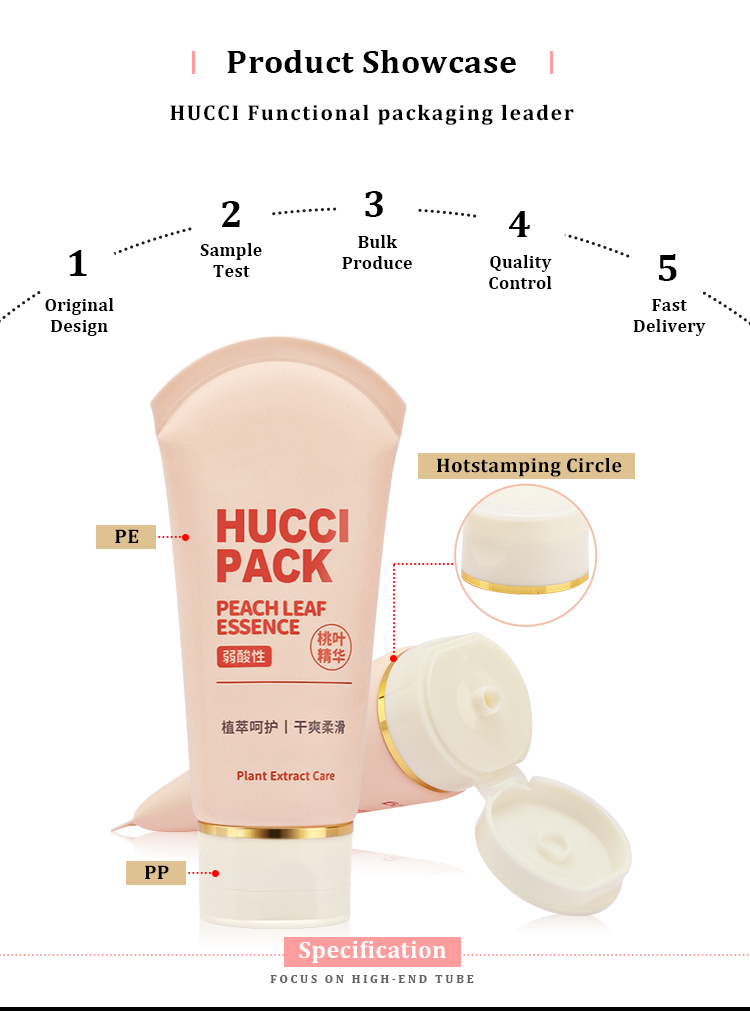 Product Showcase
HUCCI Functional packaging leader
1
Original
Design
2
Sample
Test
3
Bulk
Produce
4
Quality
Control
5
Fast
Delivery
Hotstamping Circle
PE
HUCCI
PACK
PEACH LEAF
ESSENCE
弱酸性
桃叶
精华
植萃呵护丨干爽柔滑
Plant Extract Care
PP
Specification
FOCUS ON HIGH-END TUBE